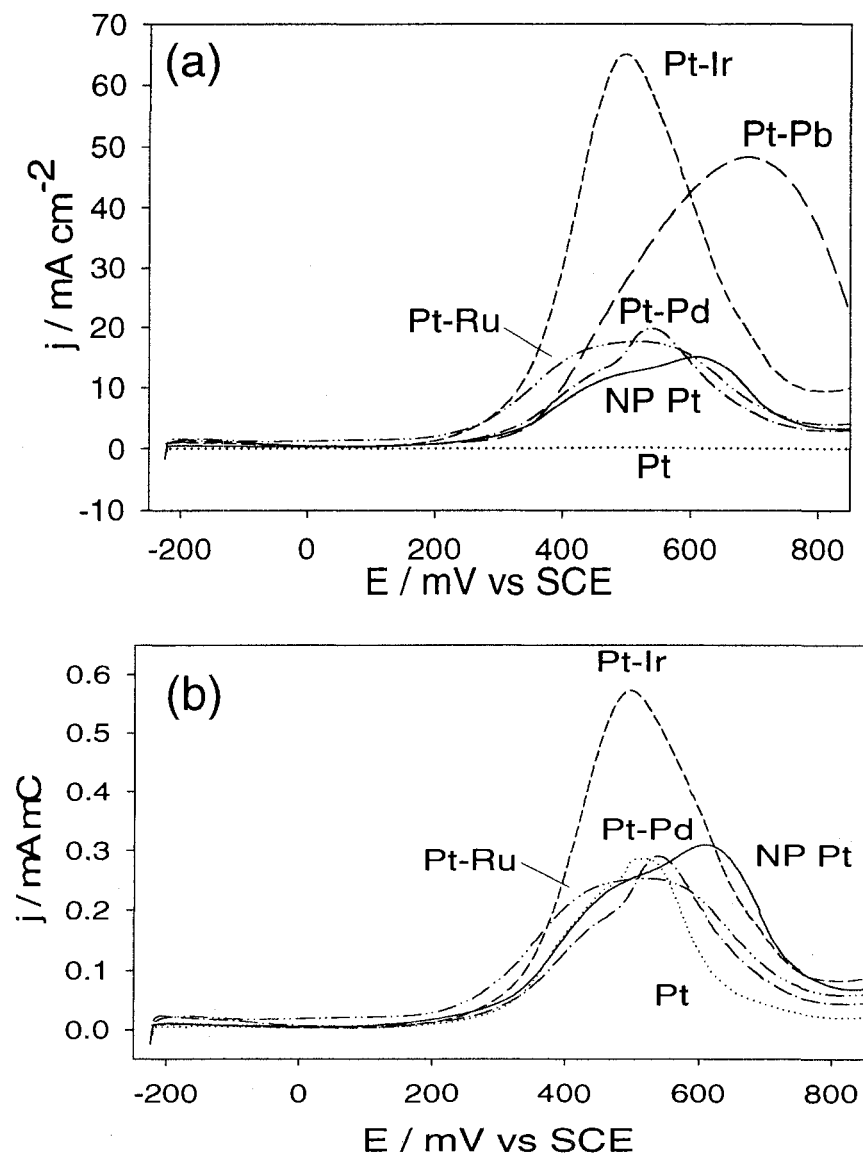 (a)
70
60
50
40
30
20
10
0
-10
j / mA cm-2
Pt-Ir
Pt-Pb
Pt-Ru
Pt-Pd
NP Pt
Pt
-200 0 200 400 600 800
E / mV vs SCE
(b)
0.6
0.5
0.4
0.3
0.2
0.1
0.0
j / mA mC
Pt-Ir
Pt-Pd
NP Pt
Pt-Ru
Pt
-200 0 200 400 600 800
E / mV vs SCE